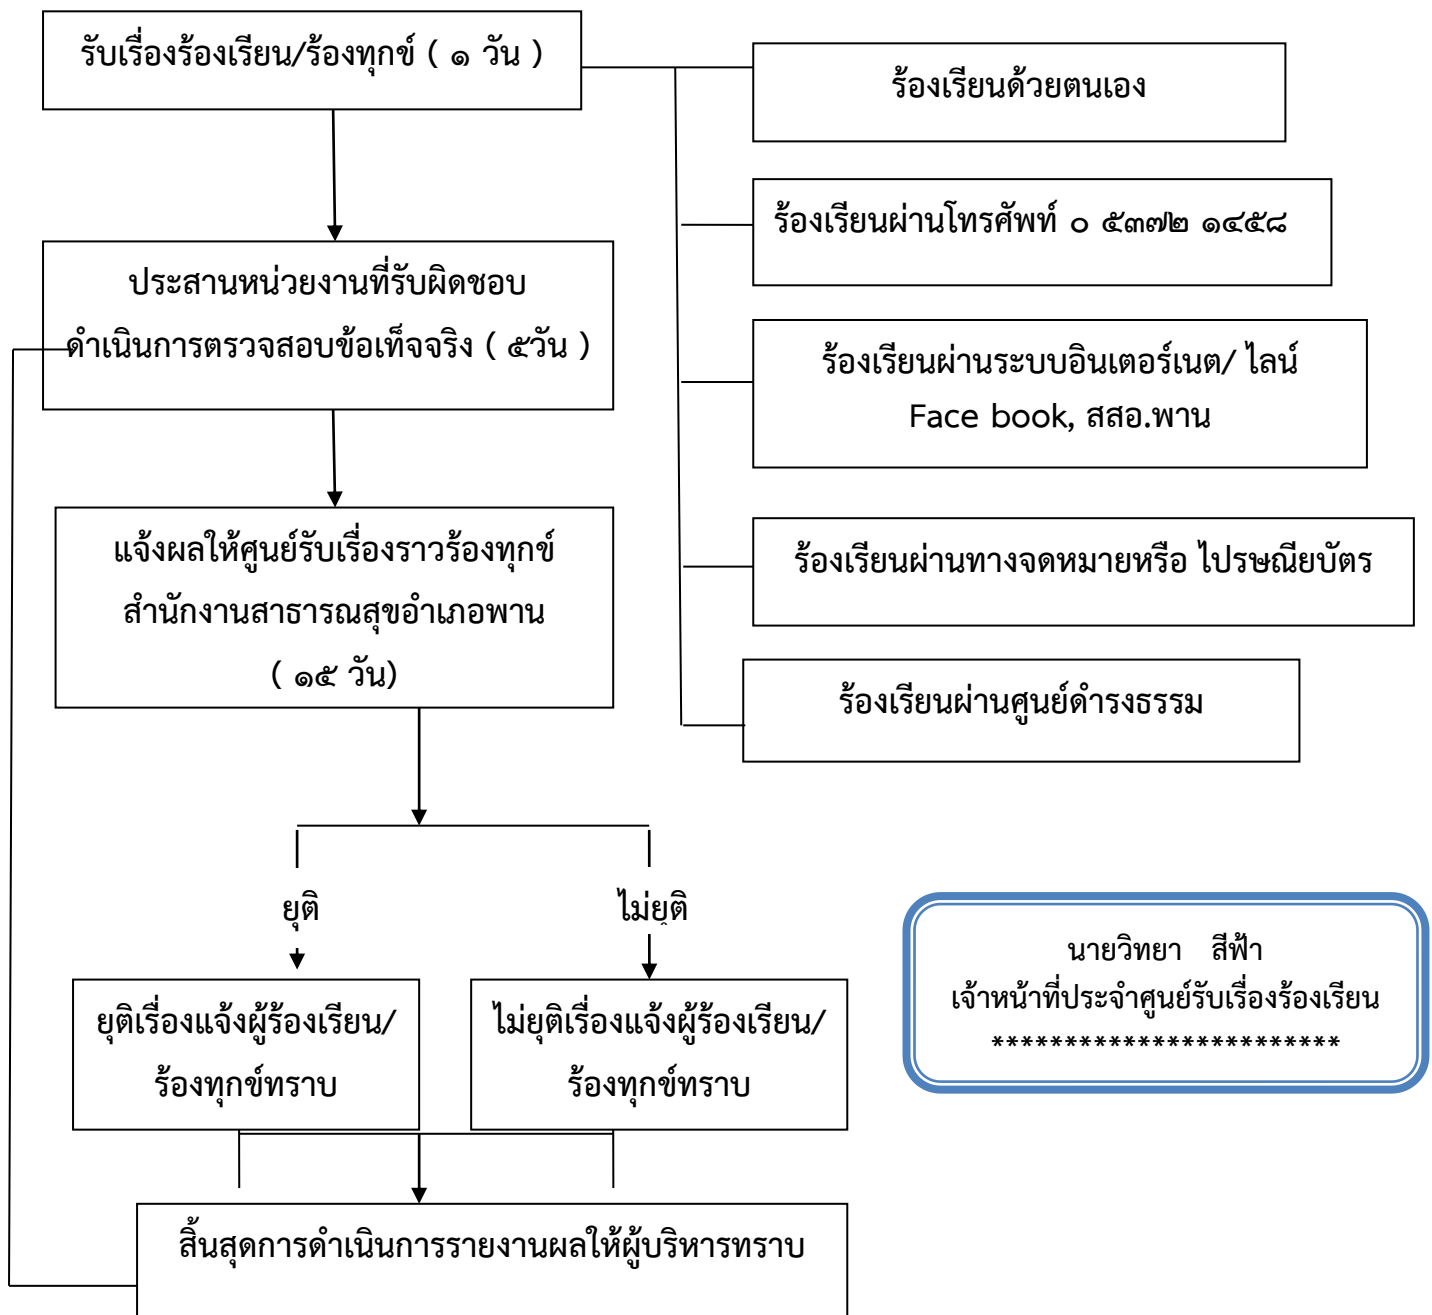 รับเรื่องร้องเรียน/ร้องทุกข์ ( ๑ วัน )
ร้องเรียนด้วยตนเอง
ร้องเรียนผ่านโทรศัพท์ ๐ ๕๓๗๒ ๑๔๕๘
ประสานหน่วยงานที่รับผิดชอบ
ดำเนินการตรวจสอบข้อเท็จจริง ( ๕วัน )
ร้องเรียนผ่านระบบอินเตอร์เนต/ ไลน์
Face book, สสอ.พาน
แจ้งผลให้ศูนย์รับเรื่องราวร้องทุกข์
สำนักงานสาธารณสุขอำเภอพาน
( ๑๕ วัน)
ร้องเรียนผ่านทางจดหมายหรือ ไปรษณียบัตร
ร้องเรียนผ่านศูนย์ดำรงธรรม
ยุติ
ไม่ยุติ
ยุติเรื่องแจ้งผู้ร้องเรียน/
ร้องทุกข์ทราบ
ไม่ยุติเรื่องแจ้งผู้ร้องเรียน/
ร้องทุกข์ทราบ
นายวิทยา สีฟ้า
เจ้าหน้าที่ประจำศูนย์รับเรื่องร้องเรียน
************************
สิ้นสุดการดำเนินการรายงานผลให้ผู้บริหารทราบ